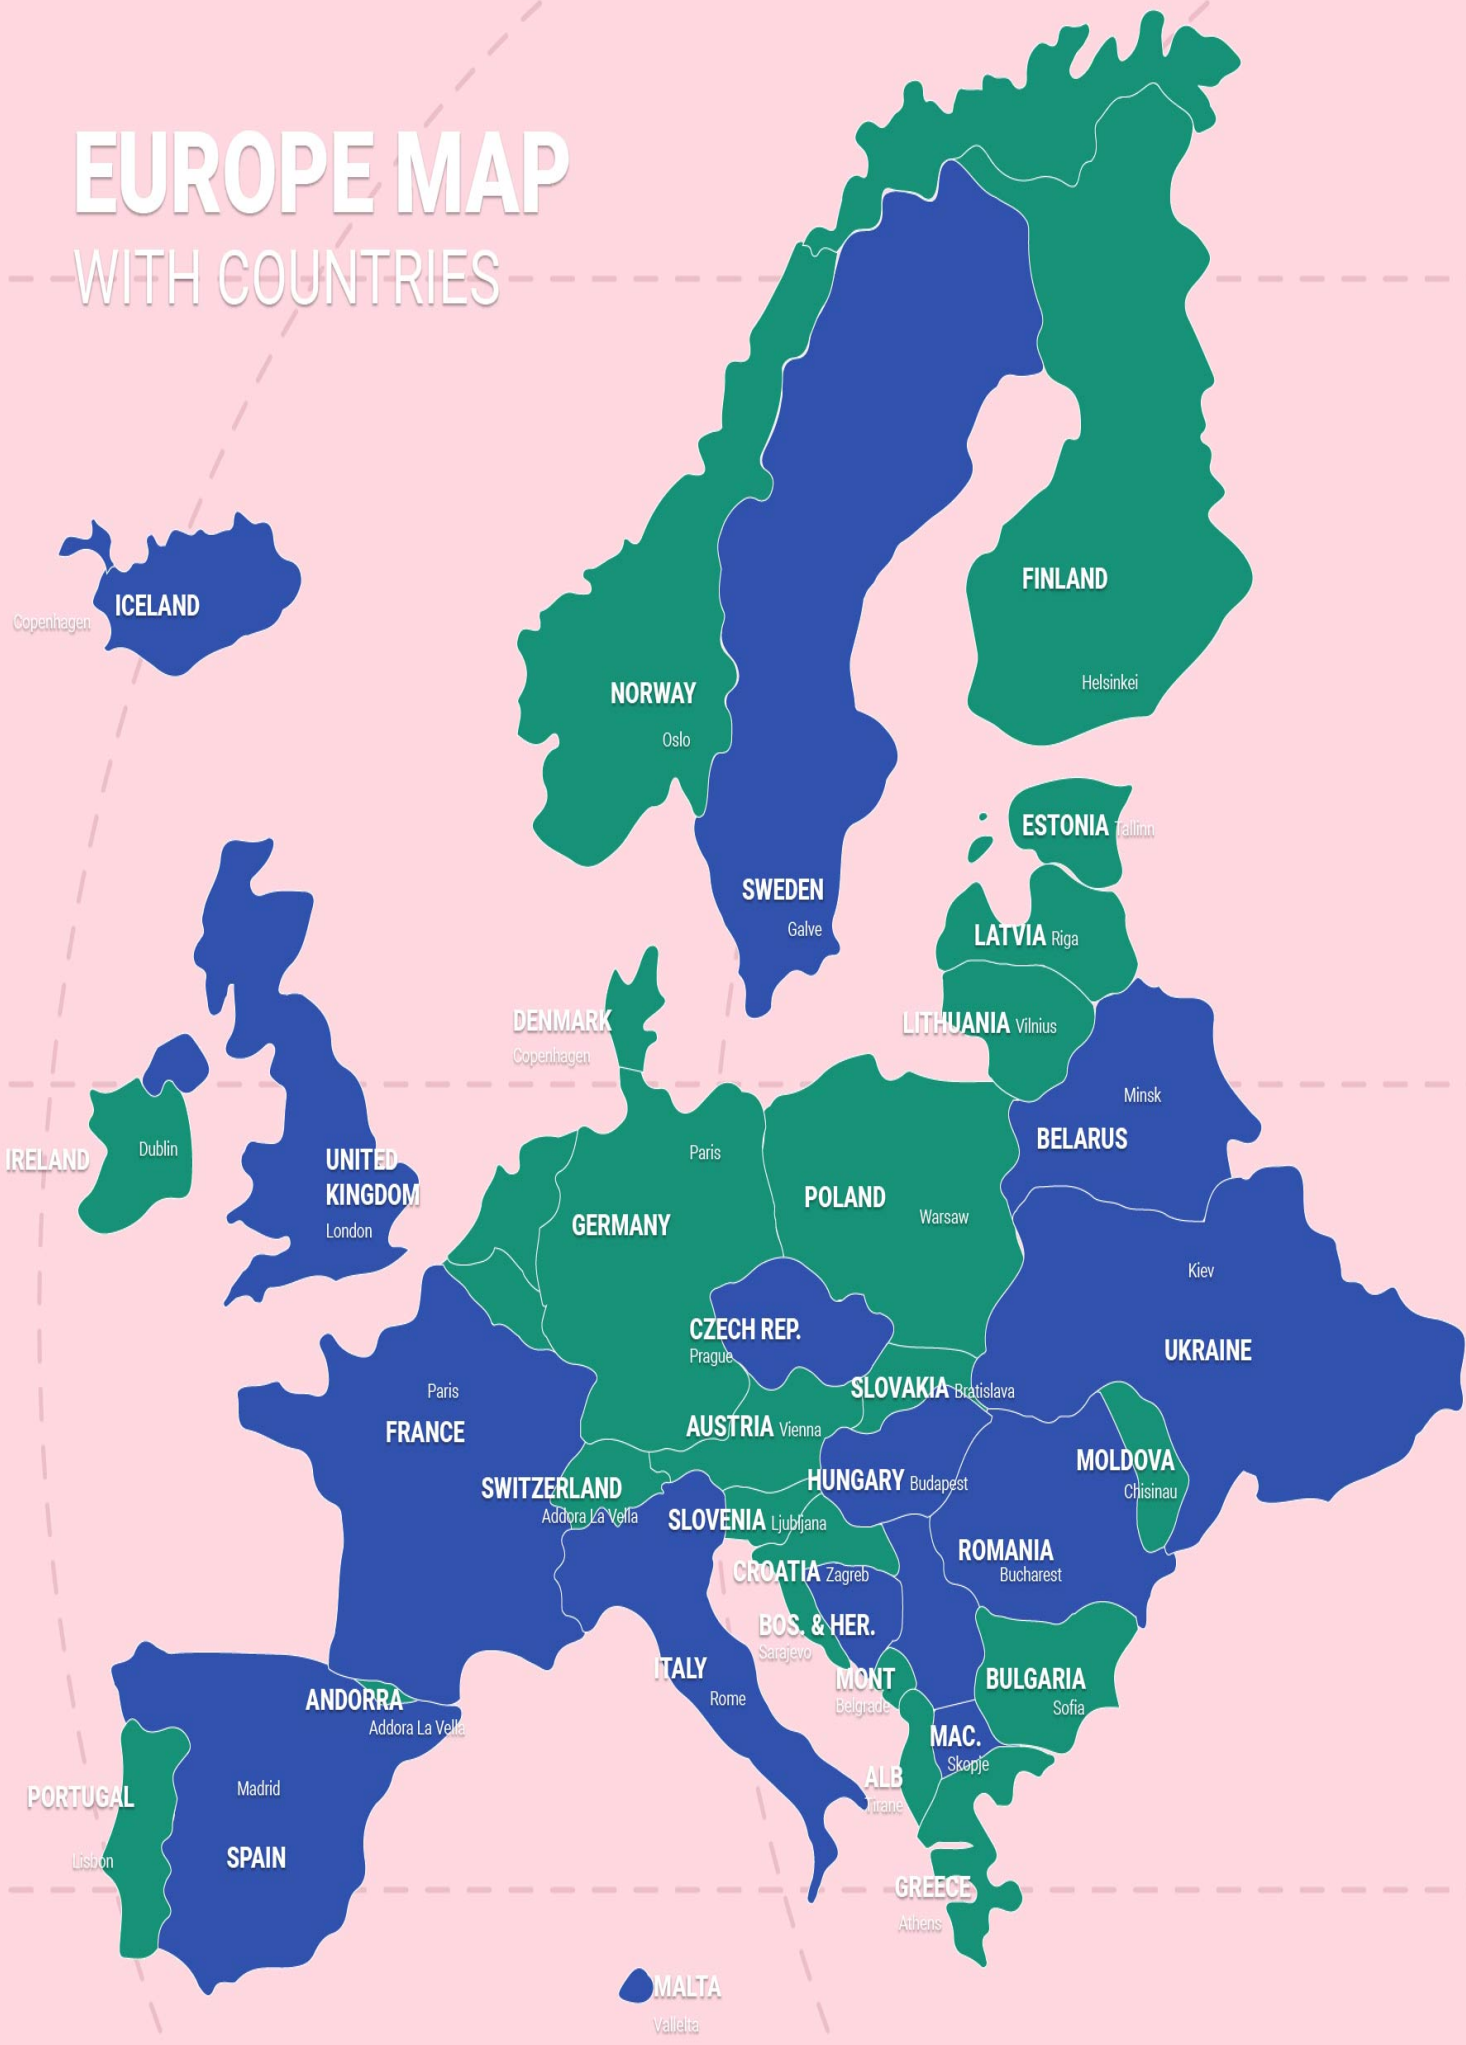 EUROPE MAP
WITH COUNTRIES
ICELAND
Copenhagen
FINLAND
Helsinkei
NORWAY
Oslo
ESTONIA Tallinn
SWEDEN
Galve
LATVIA Riga
DENMARK
Copenhagen
LITHUANIA Vilnius
Minsk
BELARUS
IRELAND
Dublin
UNITED
KINGDOM
London
Paris
GERMANY
POLAND
Warsaw
Kiev
UKRAINE
CZECH REP.
Prague
Paris
FRANCE
SLOVAKIA Bratislava
AUSTRIA Vienna
MOLDOVA
Chisinau
HUNGARY Budapest
SWITZERLAND
Addora La Vella
SLOVENIA Ljubljana
ROMANIA
Bucharest
CROATIA Zagreb
BOS. & HER.
Sarajevo
ITALY
Rome
MONT
Belgrade
BULGARIA
Sofia
ANDORRA
Addora La Vella
MAC.
Skopje
ALB
Tirane
PORTUGAL
Lisbon
Madrid
SPAIN
GREECE
Athens
MALTA
Vallelta